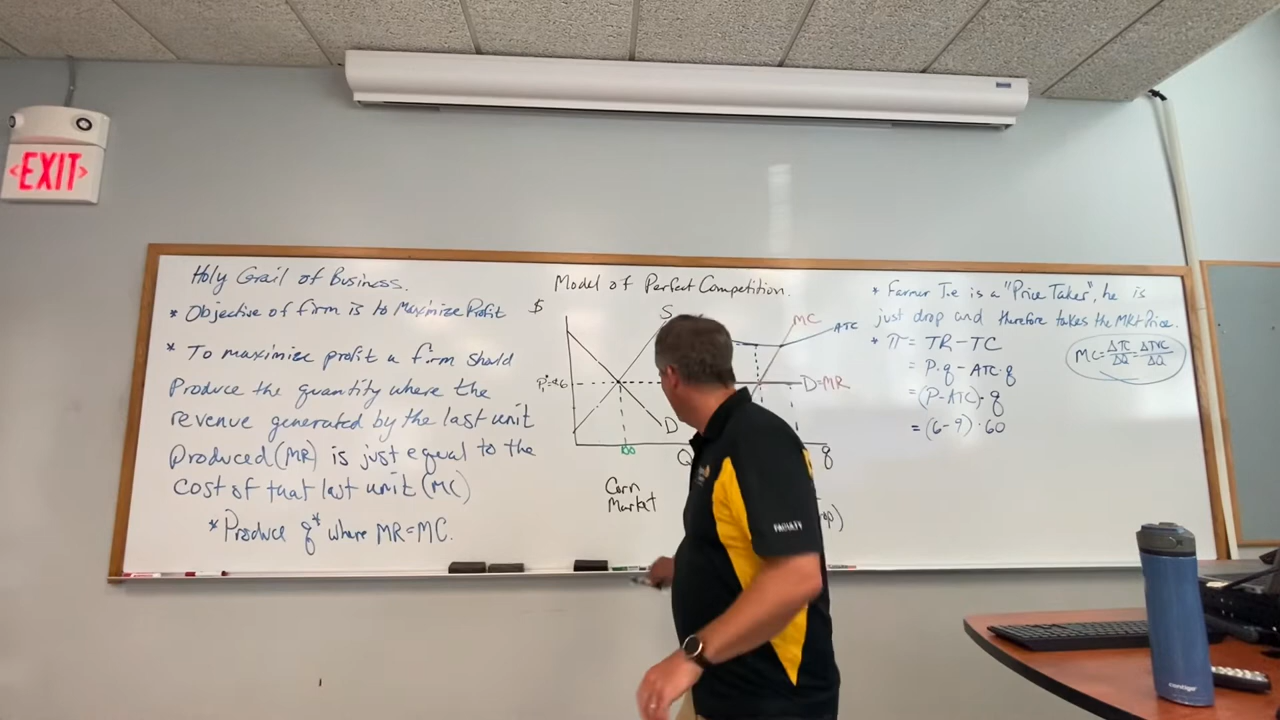 <EXIT>
Holy Grail of Business.
* Objective of firm is to Maximize Profit
* To maximize profit a firm should
Produce the quantity where the
revenue generated by the last unit
produced (MR) is just equal to the
cost of that last unit (MC)
* Produce q* where MR=MC.
Model of Perfect Competition.
$
S
D
Q
Corn
Market
MC
ATC
D=MR
q
* Farmer Joe is a "Price Taker", he is
just drop and therefore takes the MKt Price.
* π = TR - TC
= P·q - ATC·q
= (P-ATC)·q
= (6-9)·60
MC = ΔTC/ΔQ = ΔTVC/ΔQ
FACULTY
contigo